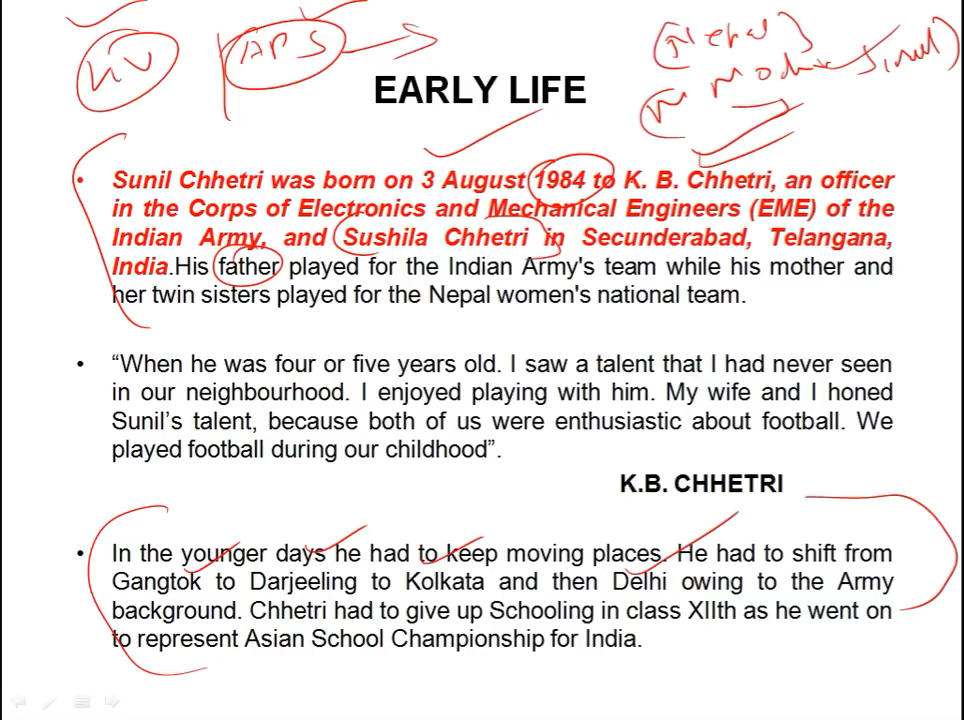 KV APS
(Nepal)
EARLY LIFE
• Sunil Chhetri was born on 3 August 1984 to K. B. Chhetri, an officer
in the Corps of Electronics and Mechanical Engineers (EME) of the
Indian Army, and Sushila Chhetri in Secunderabad, Telangana,
India.His father played for the Indian Army's team while his mother and
her twin sisters played for the Nepal women's national team.
• “When he was four or five years old. I saw a talent that I had never seen
in our neighbourhood. I enjoyed playing with him. My wife and I honed
Sunil’s talent, because both of us were enthusiastic about football. We
played football during our childhood”.
K.B. CHHETRI
• In the younger days he had to keep moving places. He had to shift from
Gangtok to Darjeeling to Kolkata and then Delhi owing to the Army
background. Chhetri had to give up Schooling in class XIIth as he went on
to represent Asian School Championship for India.